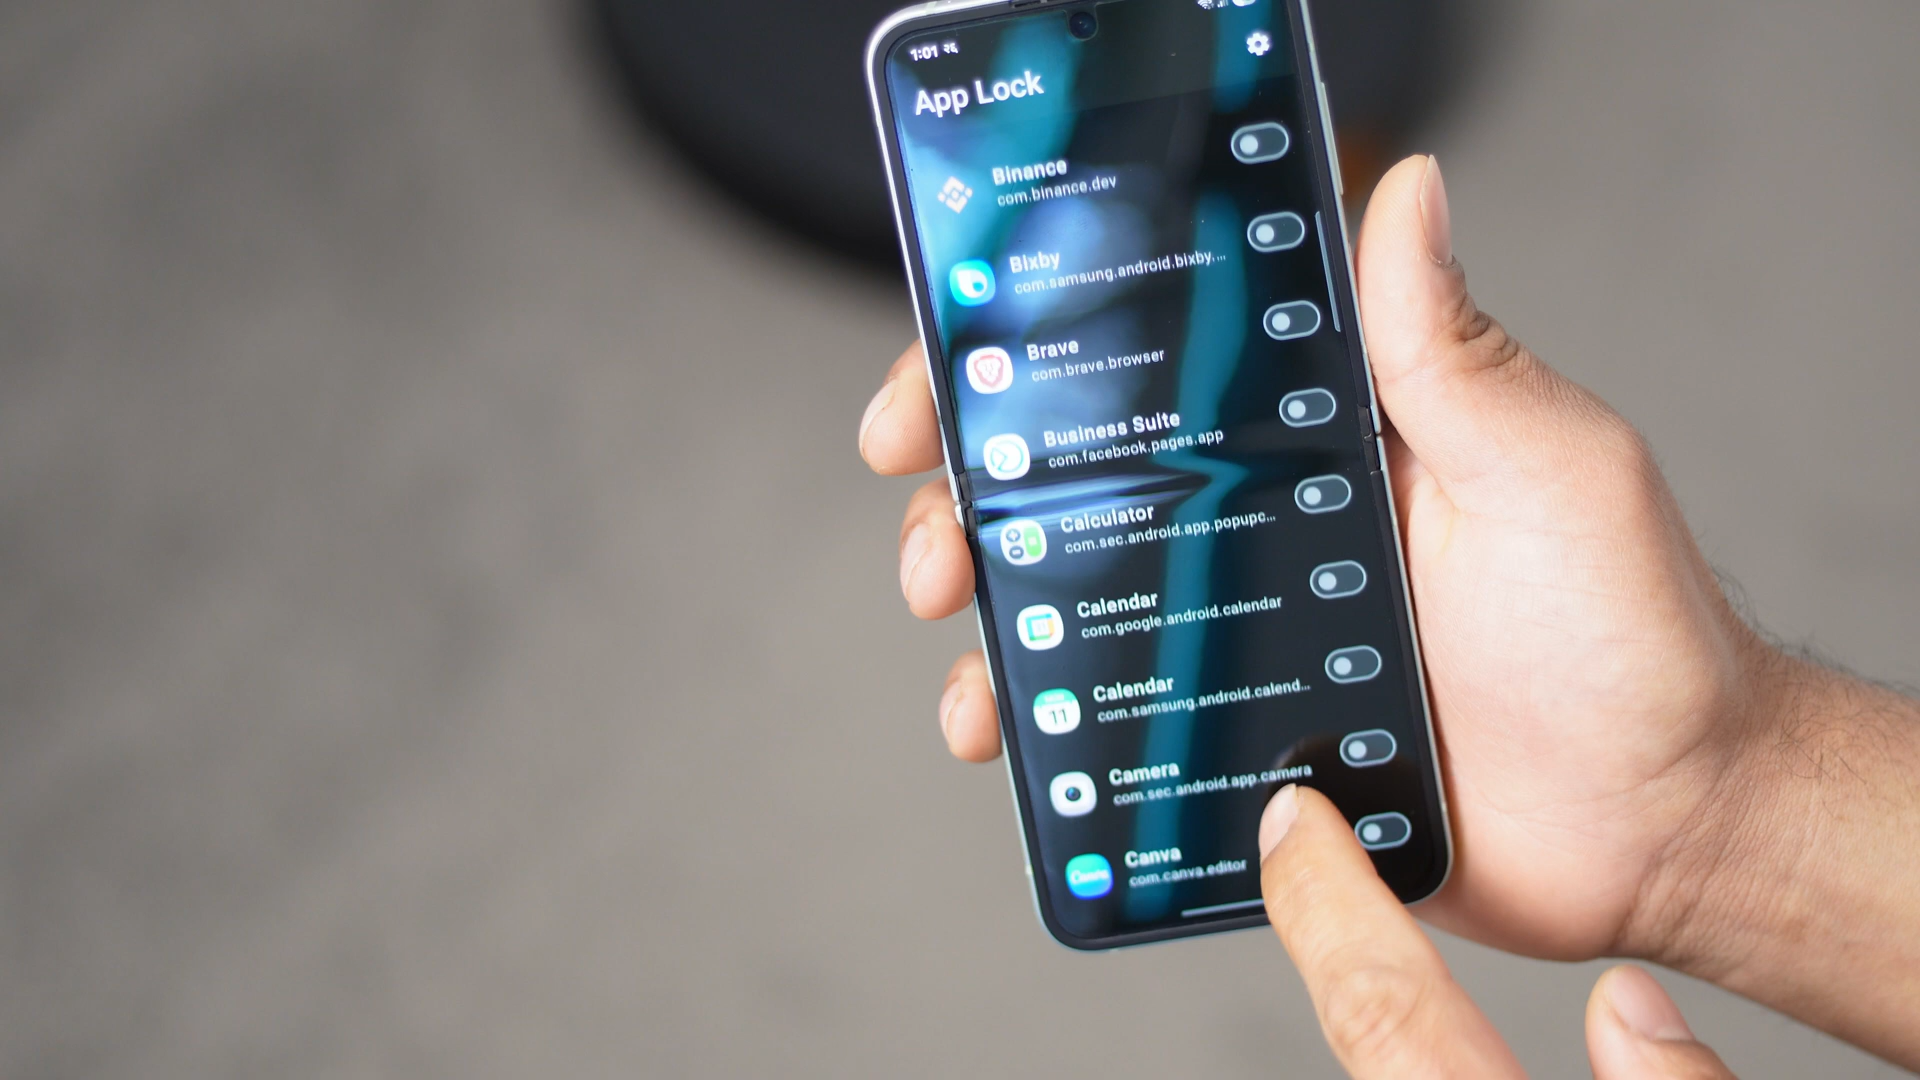 1:01
App Lock
Binance
com.binance.dev
Bixby
com.samsung.android.bixby....
Brave
com.brave.browser
Business Suite
com.facebook.pages.app
Calculator
com.sec.android.app.popupc...
Calendar
com.google.android.calendar
Calendar
com.samsung.android.calend...
11
Camera
com.sec.android.app.camera
Canva
Canva
com.canva.editor